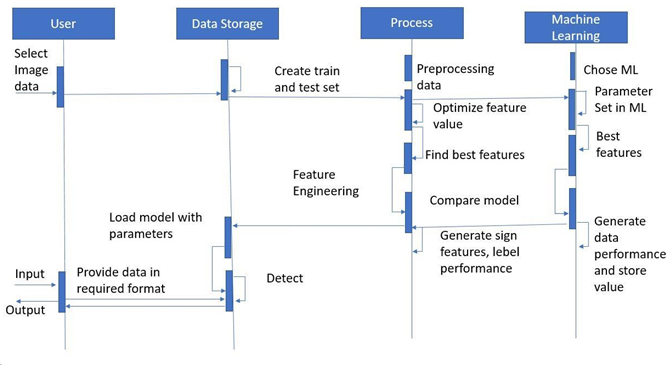 User
Data Storage
Process
Machine
Learning
Select
Image
data
Create train
and test set
Preprocessing
data
Chose ML
Parameter
Set in ML
Optimize feature
value
Best
features
Find best features
Feature
Engineering
Compare model
Load model with
parameters
Generate sign
features, lebel
performance
Generate
data
performance
and store
value
Input
Provide data in
required format
Detect
Output